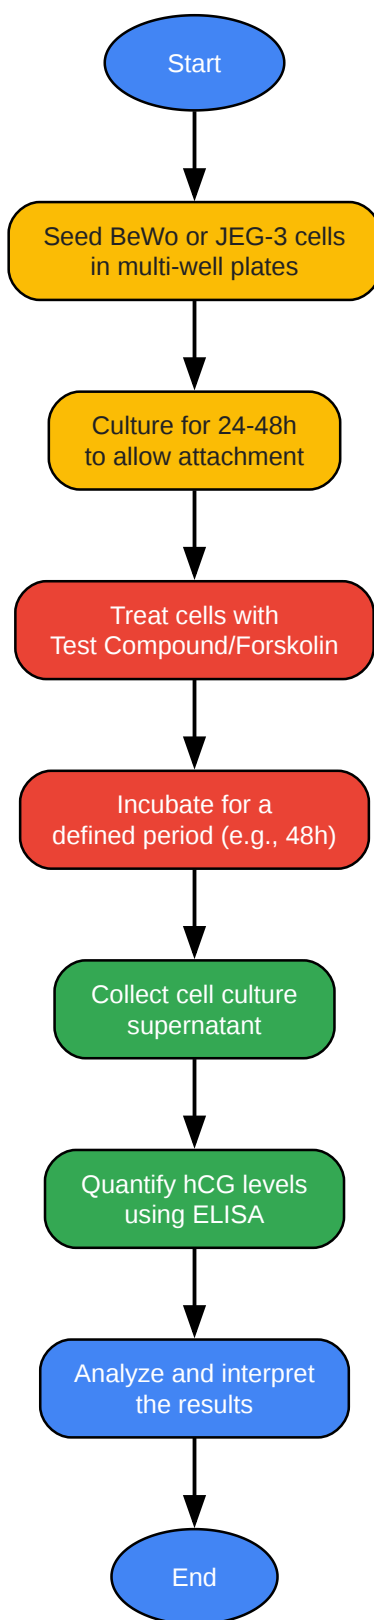 Start
Seed BeWo or JEG-3 cells
in multi-well plates
Culture for 24-48h
to allow attachment
Treat cells with
Test Compound/Forskolin
Incubate for a
defined period (e.g., 48h)
Collect cell culture
supernatant
Quantify hCG levels
using ELISA
Analyze and interpret
the results
End